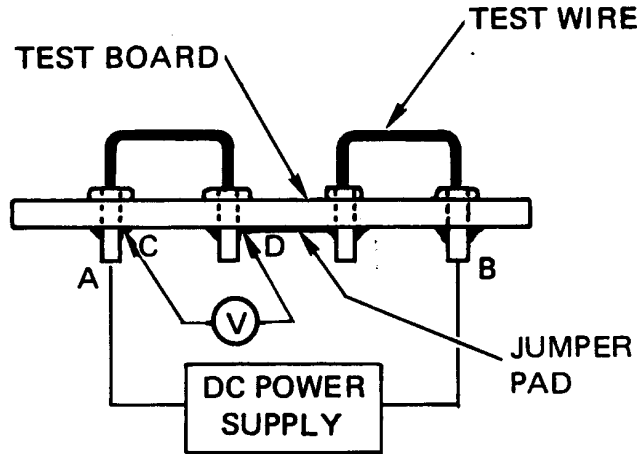 TEST WIRE
TEST BOARD
C
D
A
B
V
JUMPER
PAD
DC POWER
SUPPLY